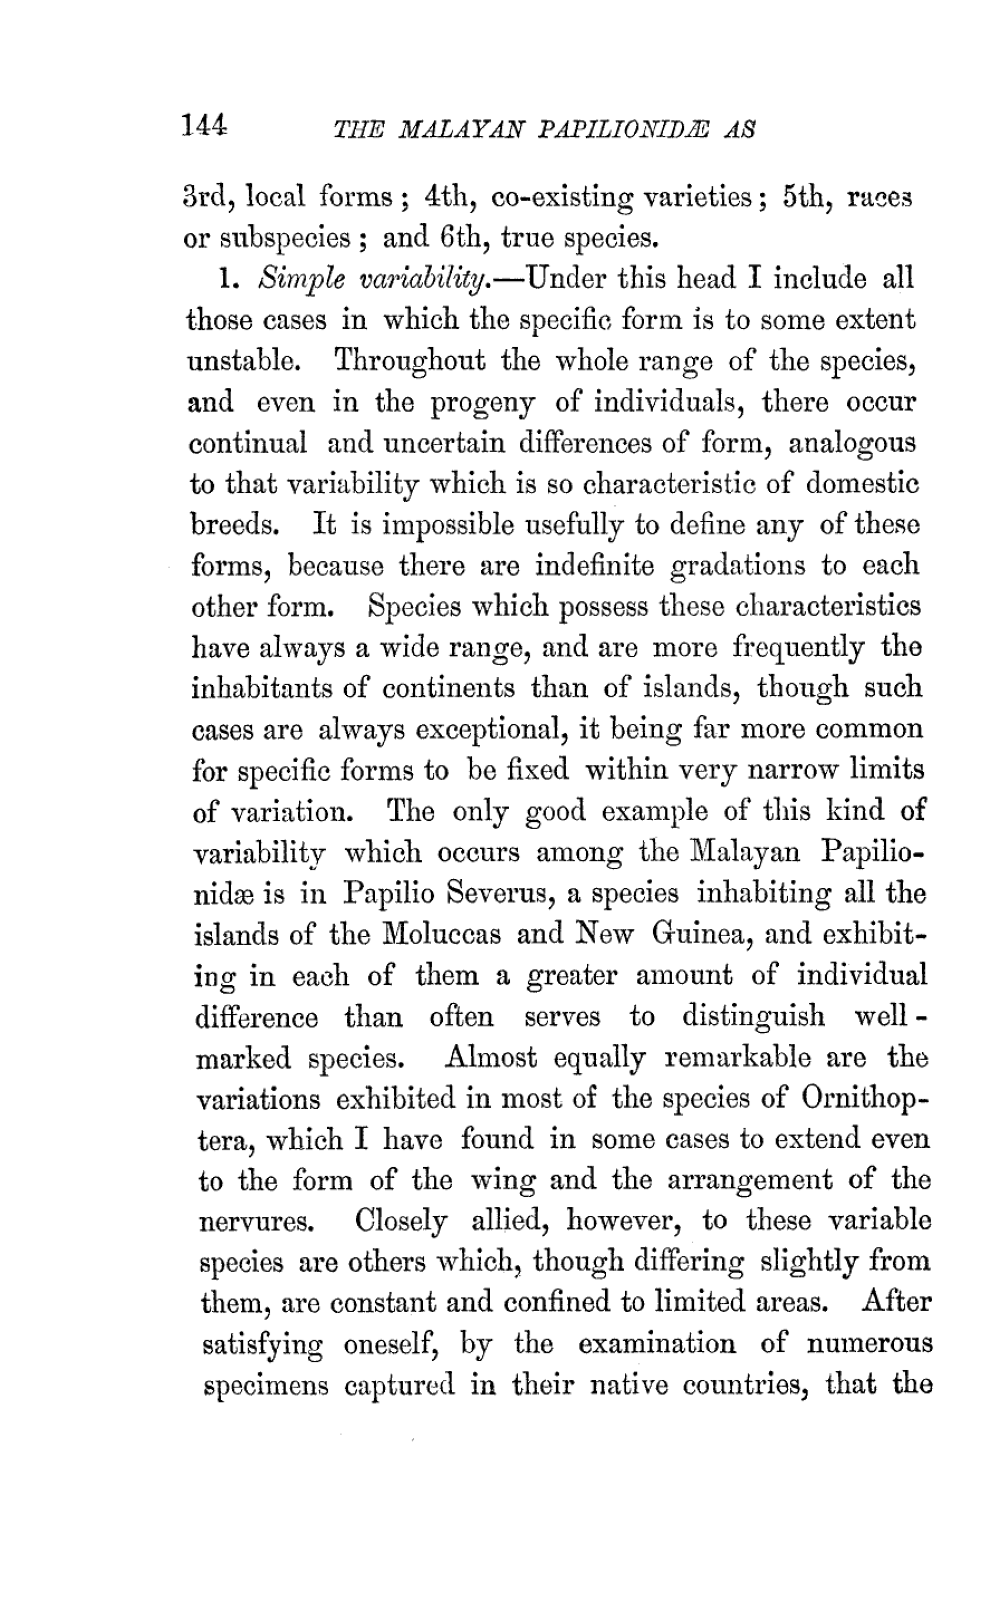 144 THE MALAYAN PAPILIONIDÆ AS
3rd, local forms; 4th, co-existing varieties; 5th, races
or subspecies; and 6th, true species.
1. Simple variability.—Under this head I include all
those cases in which the specific form is to some extent
unstable. Throughout the whole range of the species,
and even in the progeny of individuals, there occur
continual and uncertain differences of form, analogous
to that variability which is so characteristic of domestic
breeds. It is impossible usefully to define any of these
forms, because there are indefinite gradations to each
other form. Species which possess these characteristics
have always a wide range, and are more frequently the
inhabitants of continents than of islands, though such
cases are always exceptional, it being far more common
for specific forms to be fixed within very narrow limits
of variation. The only good example of this kind of
variability which occurs among the Malayan Papilio-
nidæ is in Papilio Severus, a species inhabiting all the
islands of the Moluccas and New Guinea, and exhibit-
ing in each of them a greater amount of individual
difference than often serves to distinguish well-
marked species. Almost equally remarkable are the
variations exhibited in most of the species of Ornithop-
tera, which I have found in some cases to extend even
to the form of the wing and the arrangement of the
nervures. Closely allied, however, to these variable
species are others which, though differing slightly from
them, are constant and confined to limited areas. After
satisfying oneself, by the examination of numerous
specimens captured in their native countries, that the